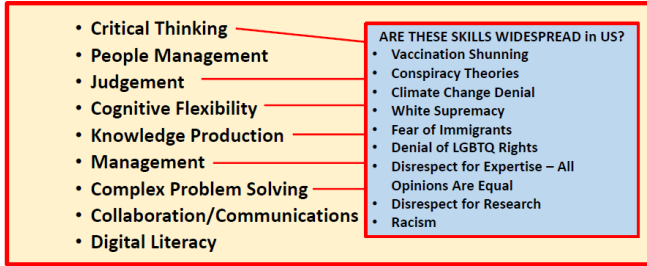 • Critical Thinking
• People Management
• Judgement
• Cognitive Flexibility
• Knowledge Production
• Management
• Complex Problem Solving
• Collaboration/Communications
• Digital Literacy
ARE THESE SKILLS WIDESPREAD in US?
• Vaccination Shunning
• Conspiracy Theories
• Climate Change Denial
• White Supremacy
• Fear of Immigrants
• Denial of LGBTQ Rights
• Disrespect for Expertise – All
Opinions Are Equal
• Disrespect for Research
• Racism